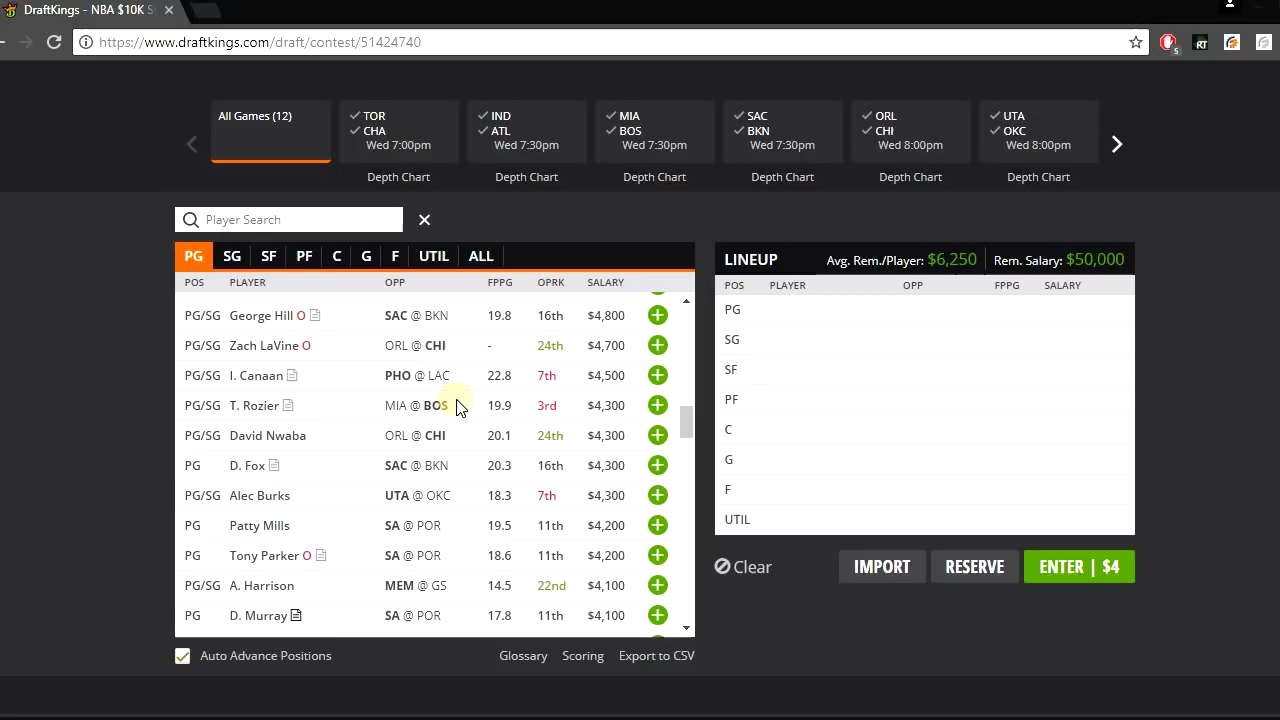 DraftKings - NBA $10K S
https://www.draftkings.com/draft/contest/51424740
5
RT
All Games (12)
TOR
CHA
Wed 7:00pm
IND
ATL
Wed 7:30pm
MIA
BOS
Wed 7:30pm
SAC
BKN
Wed 7:30pm
ORL
CHI
Wed 8:00pm
UTA
OKC
Wed 8:00pm
Depth Chart Depth Chart Depth Chart Depth Chart Depth Chart Depth Chart
Player Search
PG SG SF PF C G F UTIL ALL
POS PLAYER OPP FPPG OPRK SALARY
PG/SG George Hill O SAC @ BKN 19.8 16th $4,800
PG/SG Zach LaVine O ORL @ CHI - 24th $4,700
PG/SG I. Canaan PHO @ LAC 22.8 7th $4,500
PG/SG T. Rozier MIA @ BOS 19.9 3rd $4,300
PG/SG David Nwaba ORL @ CHI 20.1 24th $4,300
PG D. Fox SAC @ BKN 20.3 16th $4,300
PG/SG Alec Burks UTA @ OKC 18.3 7th $4,300
PG Patty Mills SA @ POR 19.5 11th $4,200
PG Tony Parker O SA @ POR 18.6 11th $4,200
PG/SG A. Harrison MEM @ GS 14.5 22nd $4,100
PG D. Murray SA @ POR 17.8 11th $4,100
Auto Advance Positions
Glossary Scoring Export to CSV
LINEUP Avg. Rem./Player: $6,250 Rem. Salary: $50,000
POS PLAYER OPP FPPG SALARY
PG
SG
SF
PF
C
G
F
UTIL
Clear IMPORT RESERVE ENTER | $4